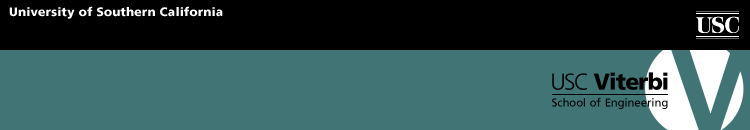 University of Southern California
USC
USC Viterbi
School of Engineering
V